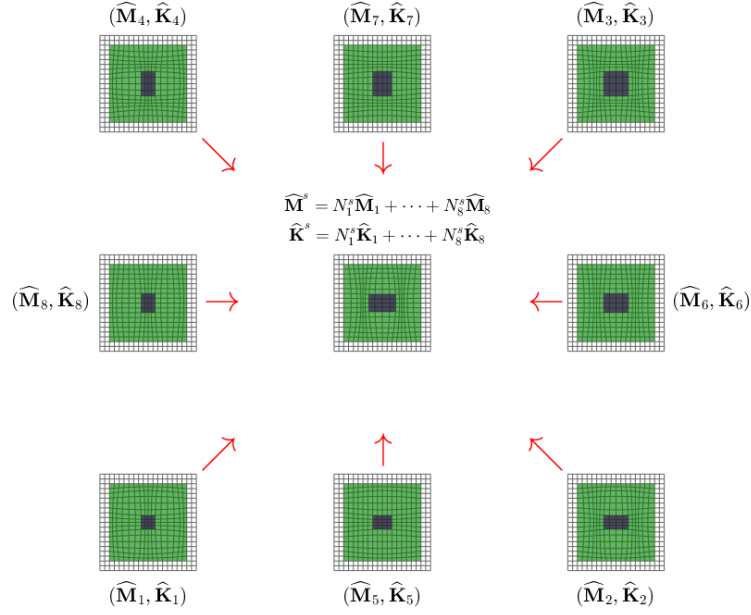 (M̂₄, K̂₄) (M̂₇, K̂₇) (M̂₃, K̂₃)
M̂ˢ = N₁ˢM̂₁ + ⋯ + N₈ˢM̂₈
K̂ˢ = N₁ˢK̂₁ + ⋯ + N₈ˢK̂₈
(M̂₈, K̂₈) (M̂₆, K̂₆)
(M̂₁, K̂₁) (M̂₅, K̂₅) (M̂₂, K̂₂)